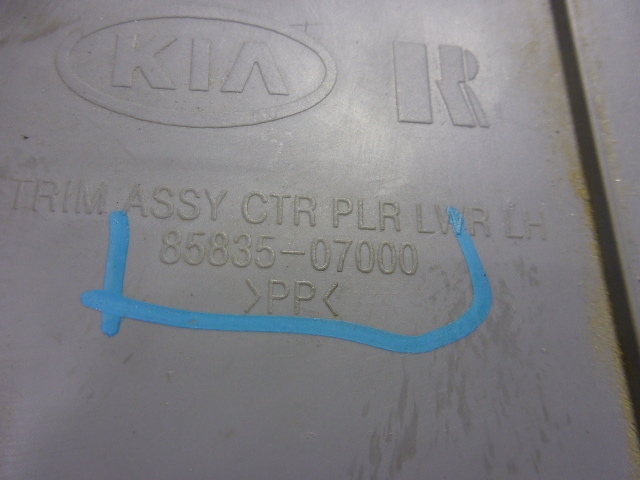 KIA R
TRIM ASSY CTR PLR LWR LH
85835-07000
>PP<